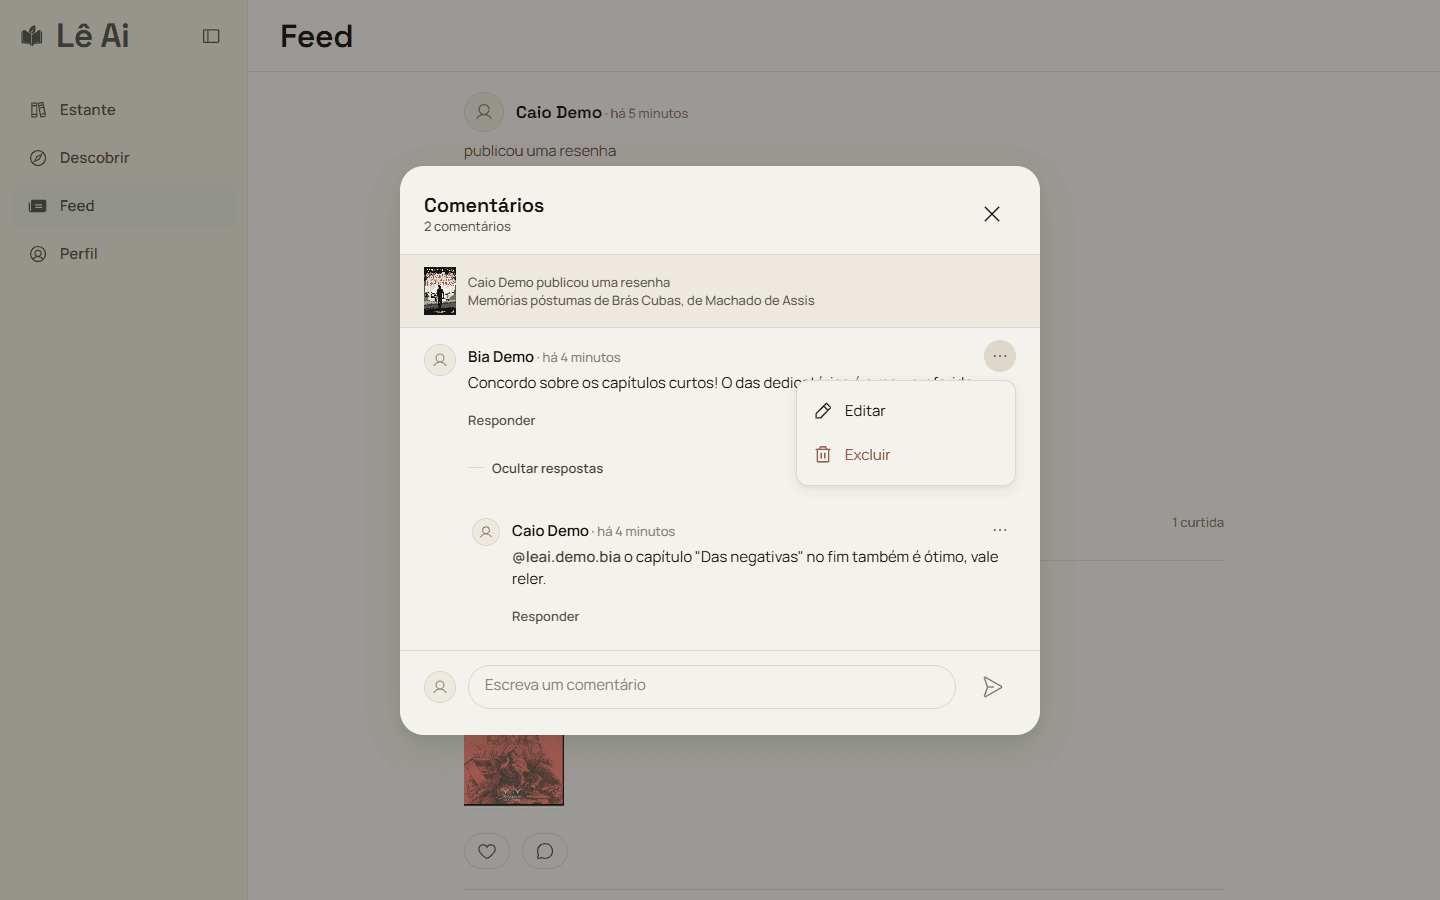 Lê Ai
Feed
Estante
Descobrir
Feed
Perfil
Caio Demo · há 5 minutos
publicou uma resenha
Comentários
2 comentários
Caio Demo publicou uma resenha
Memórias póstumas de Brás Cubas, de Machado de Assis
Bia Demo · há 4 minutos
Concordo sobre os capítulos curtos! O das
Responder
Editar
Excluir
Ocultar respostas
Caio Demo · há 4 minutos
@leai.demo.bia o capítulo "Das negativas" no fim também é ótimo, vale
reler.
Responder
1 curtida
Escreva um comentário